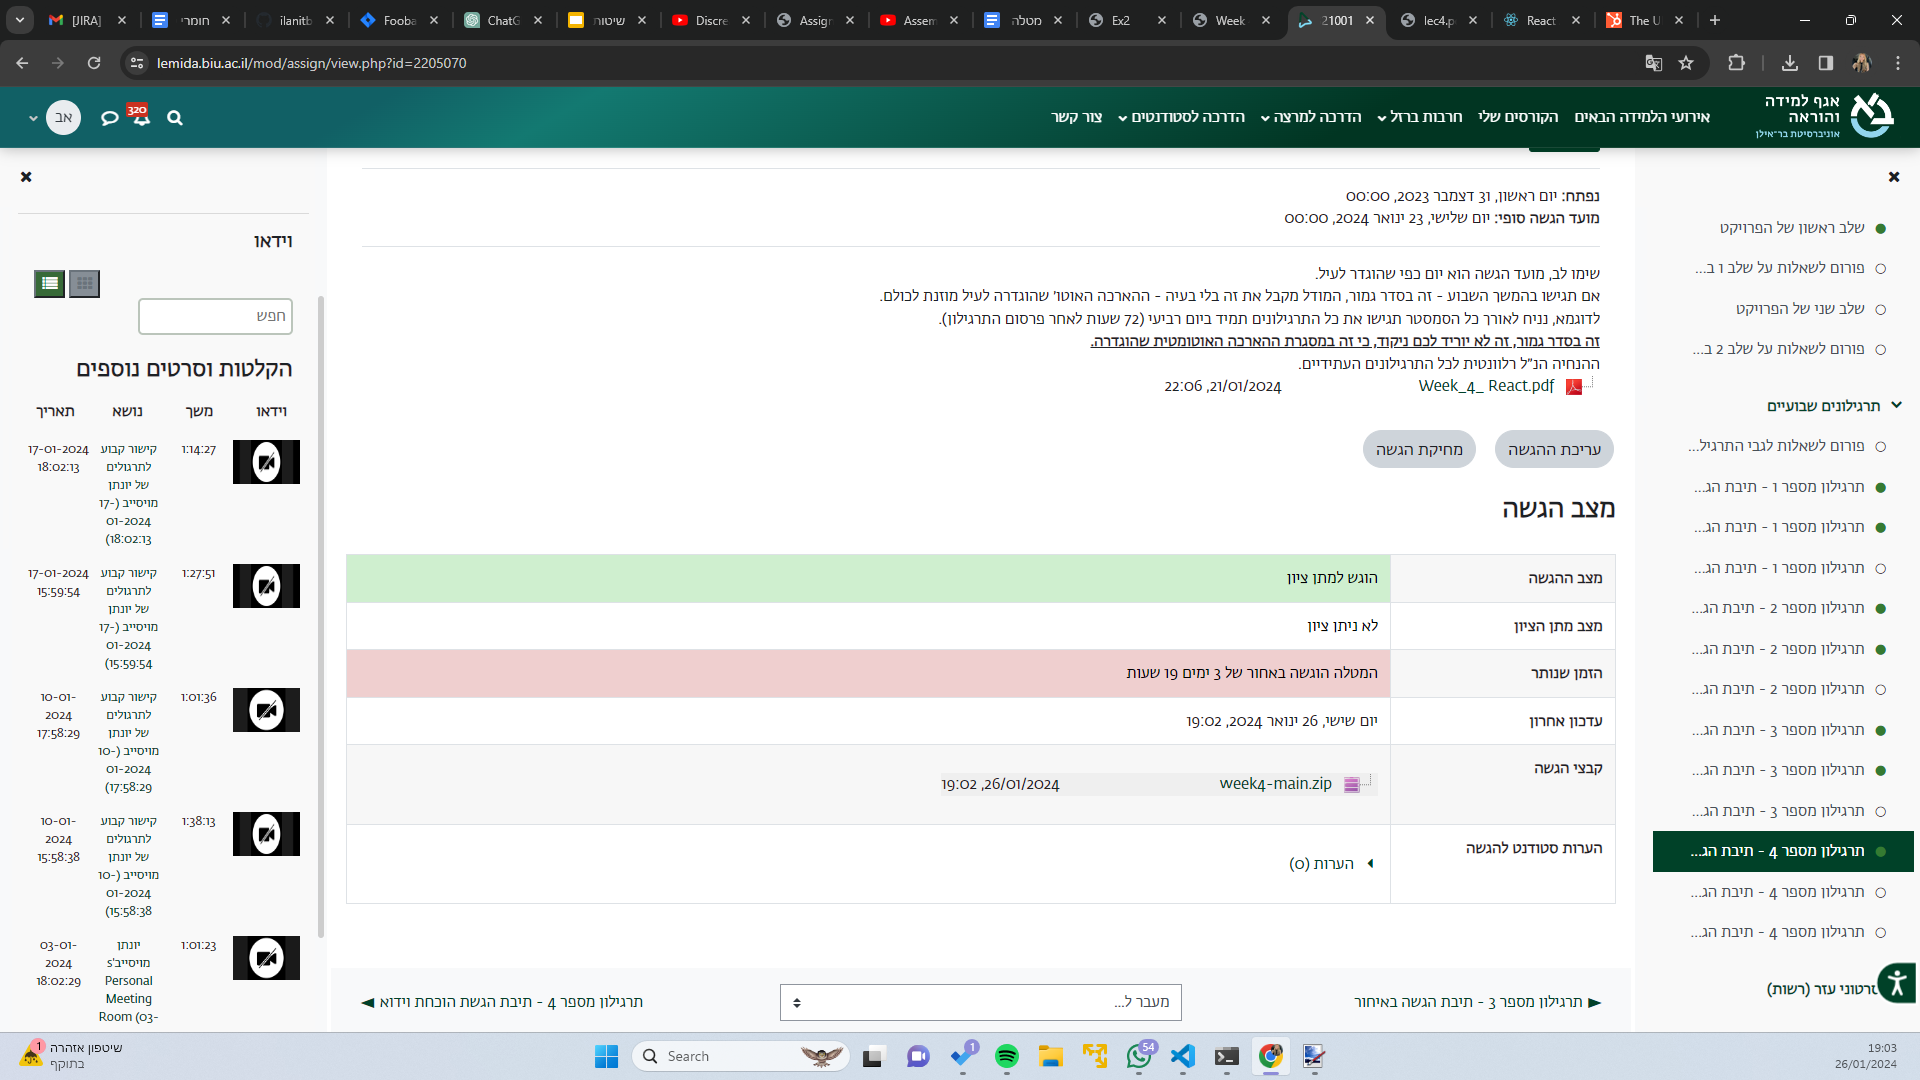 [JIRA]
חומרי
ilanitb
Fooba
ChatG
שיטות
Discre
Assign
Assem
מטלה
Ex2
Week
21001
lec4.p
React
The U
lemida.biu.ac.il/mod/assign/view.php?id=2205070
אגף למידה
והוראה
אוניברסיטת בר-אילן
אירועי הלמידה הבאים
הקורסים שלי
חרבות ברזל
הדרכה למרצה
הדרכה לסטודנטים
צור קשר
320
אב
שלב ראשון של הפרויקט
פורום לשאלות על שלב 1 ב...
שלב שני של הפרויקט
פורום לשאלות על שלב 2 ב...
תרגילונים שבועיים
פורום לשאלות לגבי התרגיל...
תרגילון מספר 1 - תיבת הג...
תרגילון מספר 1 - תיבת הג...
תרגילון מספר 1 - תיבת הג...
תרגילון מספר 2 - תיבת הג...
תרגילון מספר 2 - תיבת הג...
תרגילון מספר 2 - תיבת הג...
תרגילון מספר 3 - תיבת הג...
תרגילון מספר 3 - תיבת הג...
תרגילון מספר 3 - תיבת הג...
תרגילון מספר 4 - תיבת הג...
תרגילון מספר 4 - תיבת הג...
תרגילון מספר 4 - תיבת הג...
סרטוני עזר (רשות)
נפתח: יום ראשון, 31 דצמבר 2023, 00:00
מועד הגשה סופי: יום שלישי, 23 ינואר 2024, 00:00
שימו לב, מועד הגשה הוא יום כפי שהוגדר לעיל.
אם תגישו בהמשך השבוע - זה בסדר גמור, המודל מקבל את זה בלי בעיה - ההארכה האוטו' שהוגדרה לעיל מוזנת לכולם.
לדוגמא, נניח לאורך כל הסמסטר תגישו את כל התרגילונים תמיד ביום רביעי (72 שעות לאחר פרסום התרגילון).
זה בסדר גמור, זה לא יוריד לכם ניקוד, כי זה במסגרת ההארכה האוטומטית שהוגדרה.
ההנחיה הנ"ל רלוונטית לכל התרגילונים העתידיים.
Week_4_ React.pdf 21/01/2024, 22:06
עריכת ההגשה
מחיקת הגשה
מצב הגשה
מצב ההגשה הוגש למתן ציון
מצב מתן הציון לא ניתן ציון
הזמן שנותר המטלה הוגשה באחור של 3 ימים 19 שעות
עדכון אחרון יום שישי, 26 ינואר 2024, 19:02
קבצי הגשה
week4-main.zip 26/01/2024, 19:02
הערות סטודנט להגשה
הערות (0)
► תרגילון מספר 3 - תיבת הגשה באיחור
מעבר ל...
תרגילון מספר 4 - תיבת הגשת הוכחת וידוא ◄
וידאו
חפש
הקלטות וסרטים נוספים
וידאו משך נושא תאריך
1:14:27
קישור קבוע
לתרגולים
של יונתן
מויסייב (17-
01-2024
18:02:13)
17-01-2024
18:02:13
1:27:51
קישור קבוע
לתרגולים
של יונתן
מויסייב (17-
01-2024
15:59:54)
17-01-2024
15:59:54
1:01:36
קישור קבוע
לתרגולים
של יונתן
מויסייב (10-
01-2024
17:58:29)
10-01-
2024
17:58:29
1:38:13
קישור קבוע
לתרגולים
של יונתן
מויסייב (10-
01-2024
15:58:38)
10-01-
2024
15:58:38
1:01:23
יונתן
מויסייב's
Personal
Meeting
Room (03-
03-01-
2024
18:02:29
1
שיטפון אזהרה
בתוקף
Search
1
54
19:03
26/01/2024